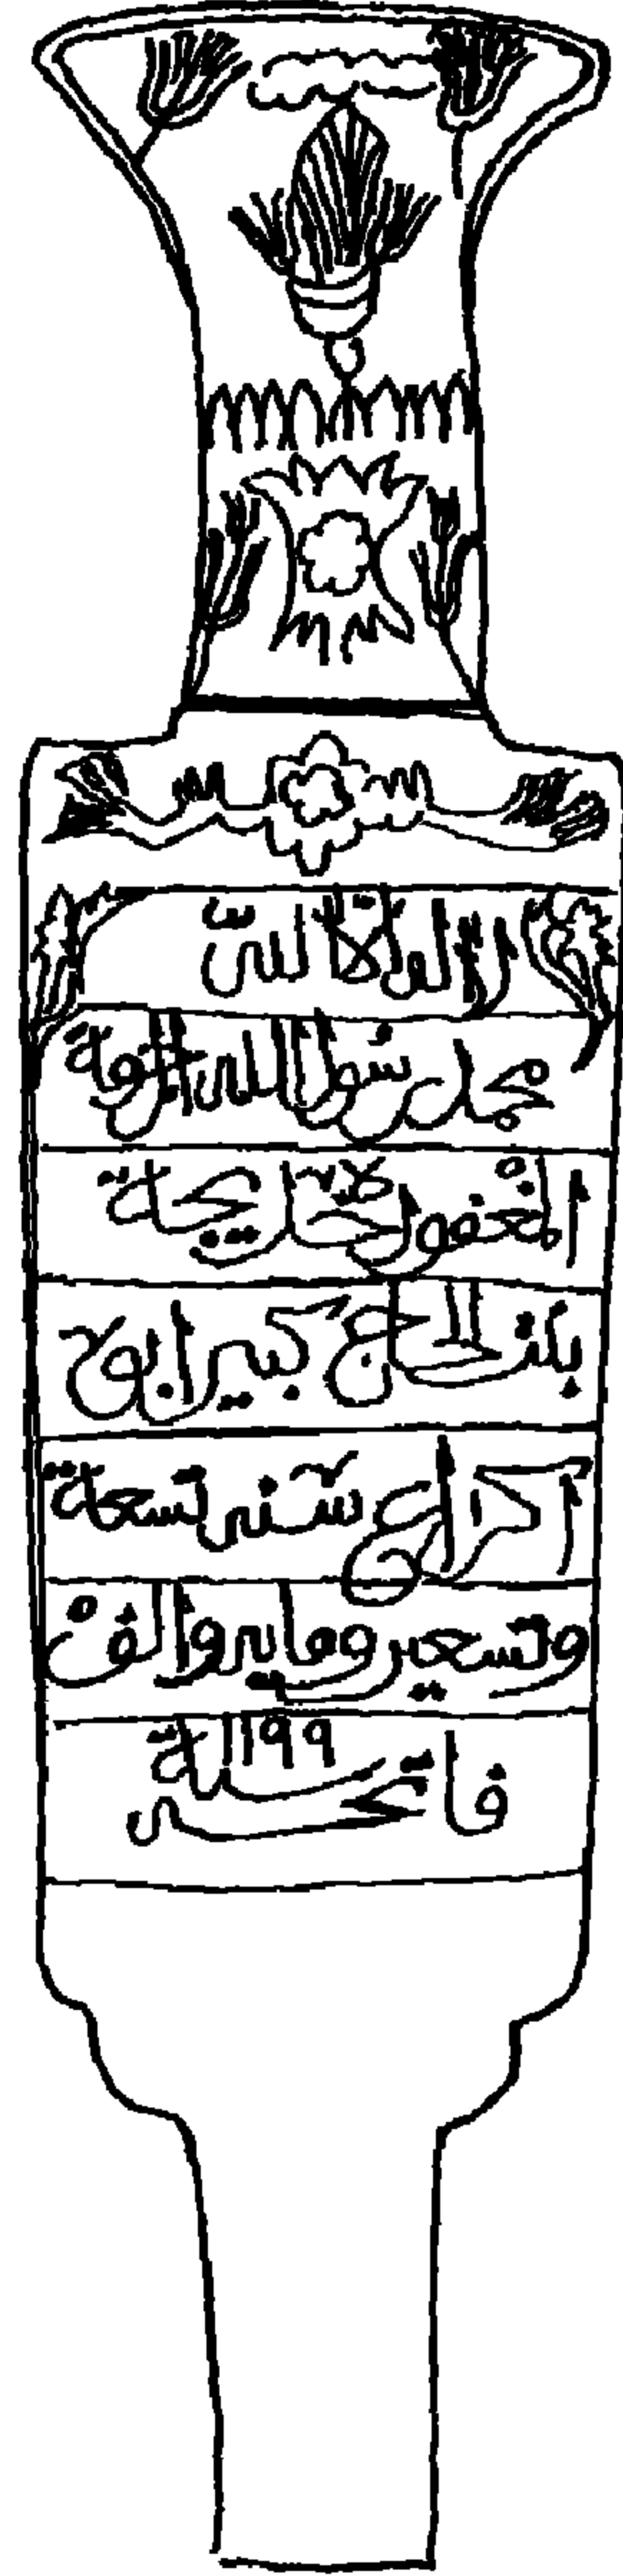 لا اله الا الله
محمد رسول الله المرحومة
المغفور لها خديجة
بنت الحاج كبير ابن
سنة تسعة
وتسعين ومايه والف
١١٩٩
فاتحة